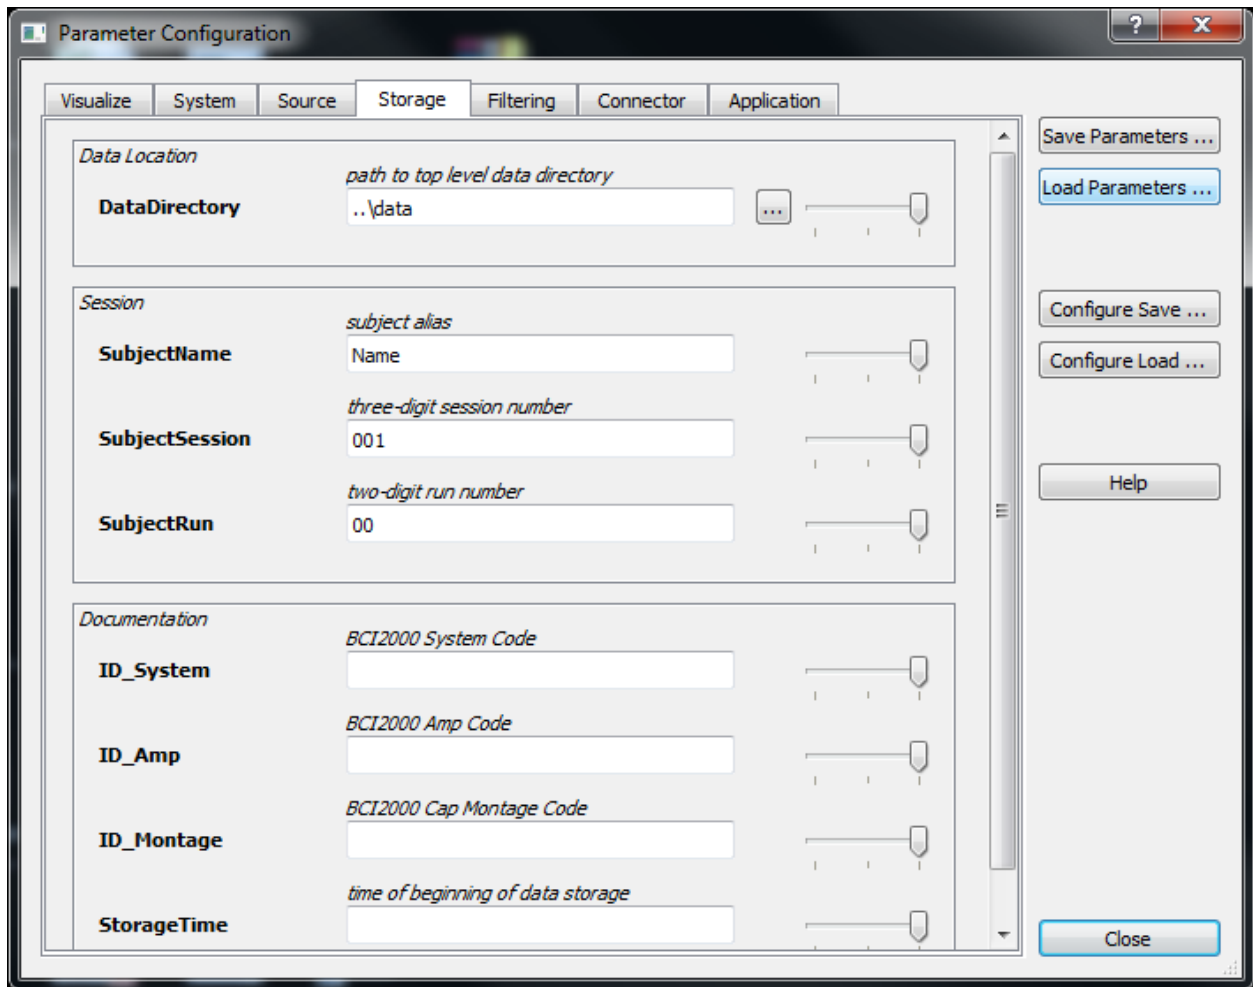 Parameter Configuration
?
X
Visualize System Source Storage Filtering Connector Application
Data Location
path to top level data directory
DataDirectory ..\data ...
Session
subject alias
SubjectName Name
three-digit session number
SubjectSession 001
two-digit run number
SubjectRun 00
Documentation
BCI2000 System Code
ID_System
BCI2000 Amp Code
ID_Amp
BCI2000 Cap Montage Code
ID_Montage
time of beginning of data storage
StorageTime
Save Parameters ...
Load Parameters ...
Configure Save ...
Configure Load ...
Help
Close